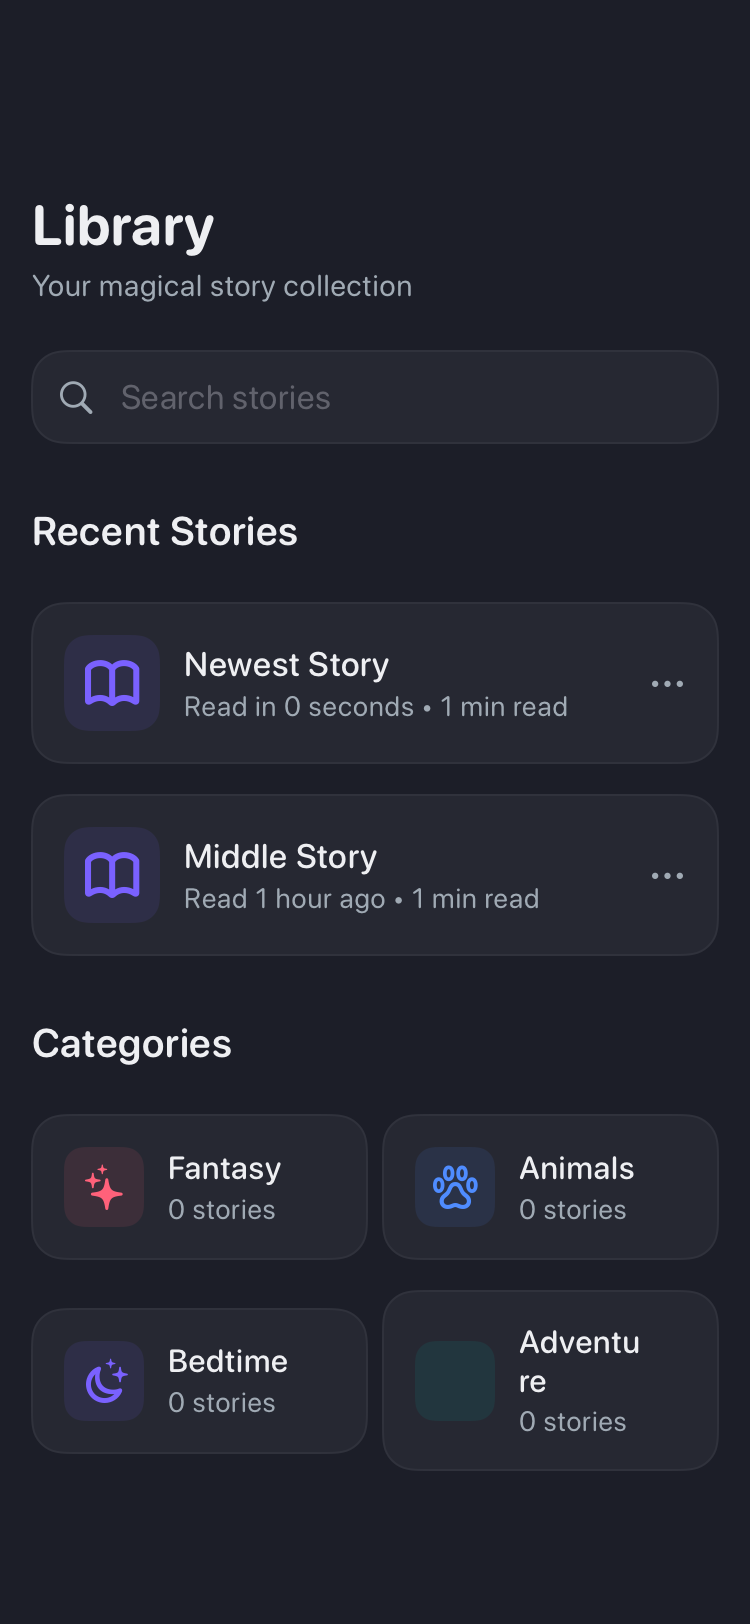 Library
Your magical story collection
Search stories
Recent Stories
Newest Story
Read in 0 seconds • 1 min read
Middle Story
Read 1 hour ago • 1 min read
Categories
Fantasy
0 stories
Animals
0 stories
Bedtime
0 stories
Adventu
re
0 stories